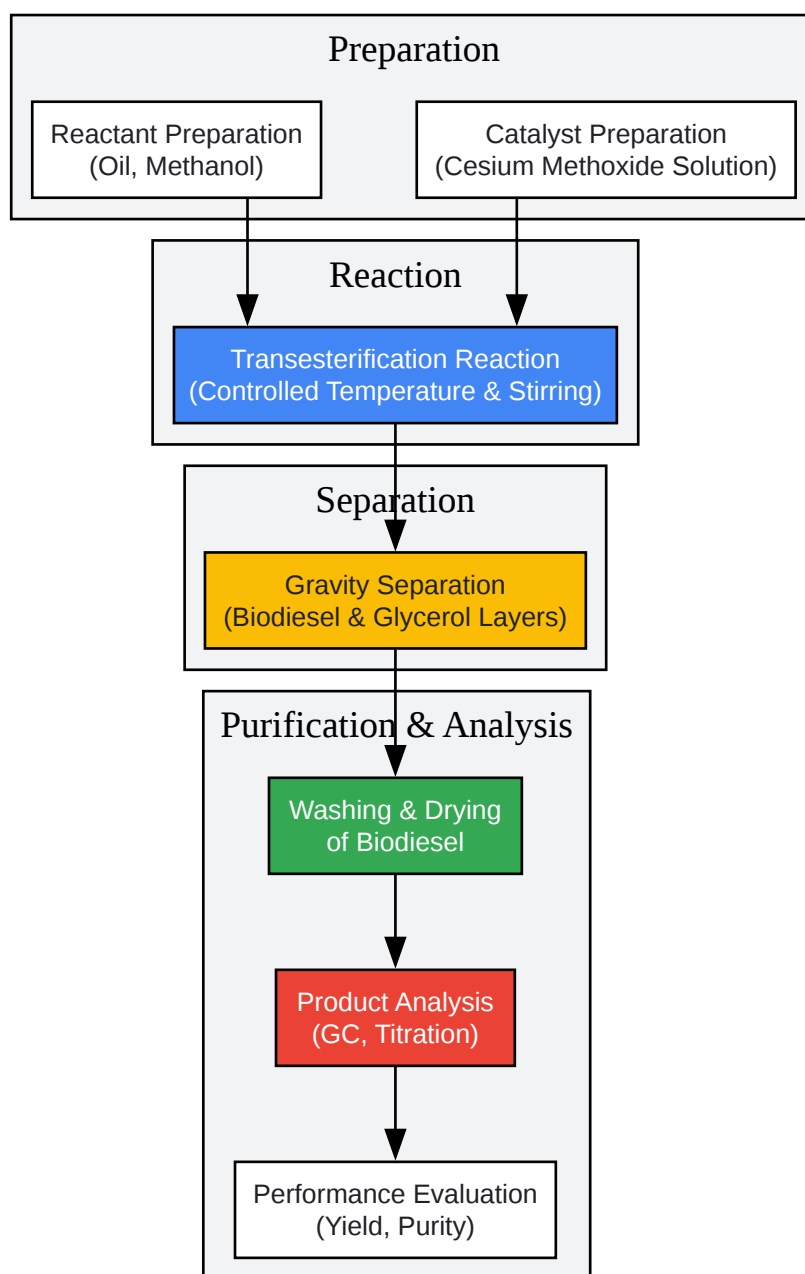 Preparation
Reactant Preparation
(Oil, Methanol)
Catalyst Preparation
(Cesium Methoxide Solution)
Reaction
Transesterification Reaction
(Controlled Temperature & Stirring)
Separation
Gravity Separation
(Biodiesel & Glycerol Layers)
Purification & Analysis
Washing & Drying
of Biodiesel
Product Analysis
(GC, Titration)
Performance Evaluation
(Yield, Purity)